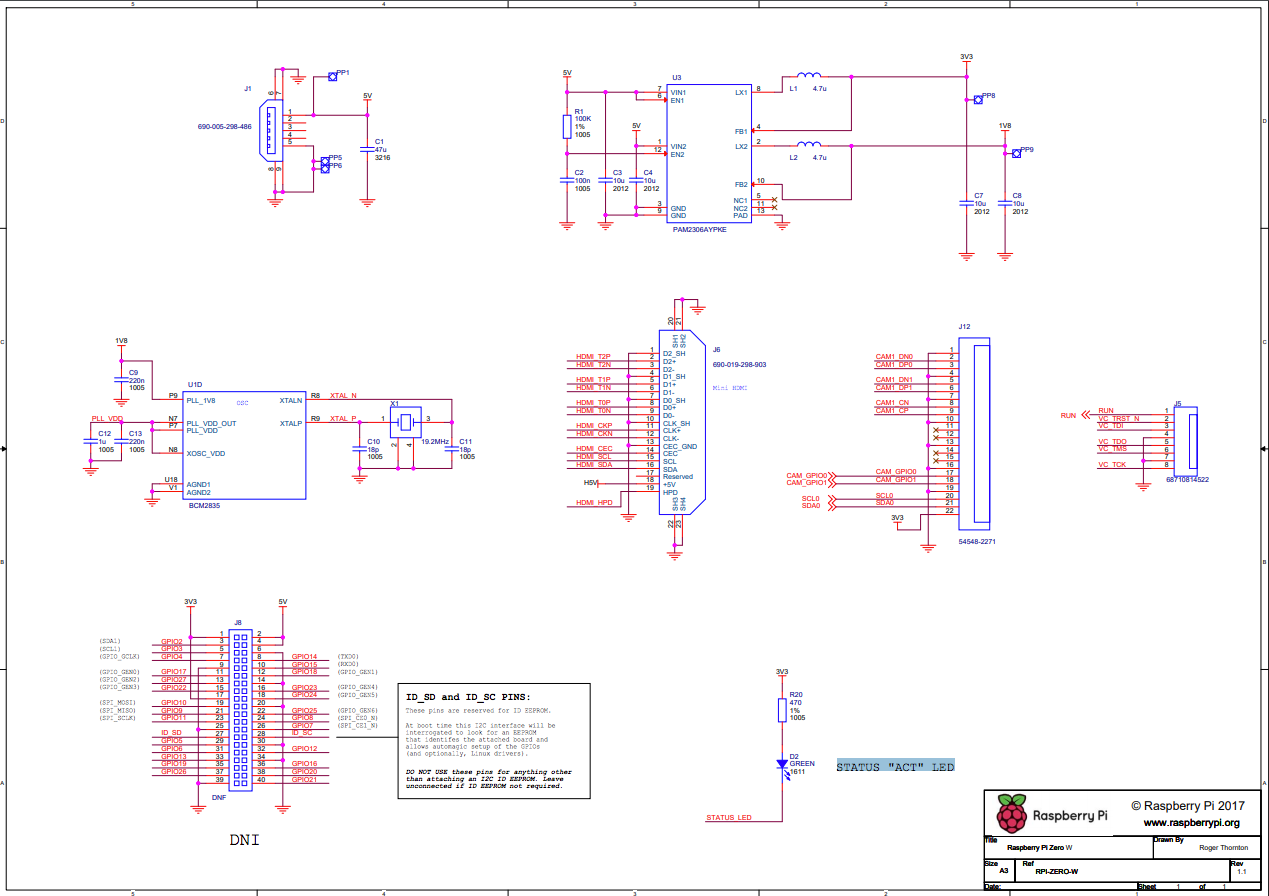 5 4 3 2 1
D
C
B
A
J1
690-005-298-486
6 7
1
2
3
4
5
8 9
PP1
PP5
PP6
5V
C1
47u
3216
5V
R1
100K
1%
1005
C2
100n
1005
C3
10u
2012
5V
C4
10u
2012
U3
7 VIN1
6 EN1
1 VIN2
12 EN2
3 GND
9 GND
LX1 8
FB1 4
LX2 2
FB2 10
NC1 5
NC2 11
PAD 13
PAM2306AYPKE
L1 4.7u
L2 4.7u
3V3
PP8
1V8
PP9
C7
10u
2012
C8
10u
2012
1V8
C9
220n
1005
PLL_VDD
C12
1u
1005
C13
220n
1005
U1D
OSC
P9 PLL_1V8
N7 PLL_VDD_OUT
P7 PLL_VDD
N8 XOSC_VDD
U18 AGND1
V1 AGND2
XTALN R8 XTAL_N
XTALP R9 XTAL_P
BCM2835
X1
1 3
2 4
19.2MHz
C10
18p
1005
C11
18p
1005
20 21
SH1 SH2
J6
690-019-298-903
Mini HDMI
1 D2_SH
HDMI_T2P 2 D2+
HDMI_T2N 3 D2-
4 D1_SH
HDMI_T1P 5 D1+
HDMI_T1N 6 D1-
7 D0_SH
HDMI_T0P 8 D0+
HDMI_T0N 9 D0-
10 CLK_SH
HDMI_CKP 11 CLK+
HDMI_CKN 12 CLK-
13 CEC_GND
HDMI_CEC 14 CEC
HDMI_SCL 15 SCL
HDMI_SDA 16 SDA
17 Reserved
H5V 18 +5V
19 HPD
HDMI_HPD
SH3 SH4
22 23
J12
1
CAM1_DN0 2
CAM1_DP0 3
4
CAM1_DN1 5
CAM1_DP1 6
7
CAM1_CN 8
CAM1_CP 9
10
11
12
13
14
15
16
CAM_GPIO0 CAM_GPIO0 17
CAM_GPIO1 CAM_GPIO1 18
19
SCL0 SCL0 20
SDA0 SDA0 21
3V3 22
54548-2271
J5
RUN RUN 1
VC_TRST_N 2
VC_TDI 3
4
VC_TDO 5
VC_TMS 6
7
VC_TCK 8
68710814522
3V3
5V
J8
1 2
(SDA1) GPIO2 3 4
(SCL1) GPIO3 5 6
(GPIO_GCLK) GPIO4 7 8 GPIO14 (TXD0)
9 10 GPIO15 (RXD0)
(GPIO_GEN0) GPIO17 11 12 GPIO18 (GPIO_GEN1)
(GPIO_GEN2) GPIO27 13 14
(GPIO_GEN3) GPIO22 15 16 GPIO23 (GPIO_GEN4)
17 18 GPIO24 (GPIO_GEN5)
(SPI_MOSI) GPIO10 19 20
(SPI_MISO) GPIO9 21 22 GPIO25 (GPIO_GEN6)
(SPI_SCLK) GPIO11 23 24 GPIO8 (SPI_CE0_N)
25 26 GPIO7 (SPI_CE1_N)
ID_SD 27 28 ID_SC
GPIO5 29 30
GPIO6 31 32 GPIO12
GPIO13 33 34
GPIO19 35 36 GPIO16
GPIO26 37 38 GPIO20
39 40 GPIO21
DNF
DNI
ID_SD and ID_SC PINS:
These pins are reserved for ID EEPROM.
At boot time this I2C interface will be
interrogated to look for an EEPROM
that identifes the attached board and
allows automagic setup of the GPIOs
(and optionally, Linux drivers).
DO NOT USE these pins for anything other
than attaching an I2C ID EEPROM. Leave
unconnected if ID EEPROM not required.
3V3
R20
470
1%
1005
D2
GREEN
1611
STATUS_LED
STATUS "ACT" LED
Raspberry Pi
© Raspberry Pi 2017
www.raspberrypi.org
Title
Raspberry Pi Zero W
Drawn By
Roger Thornton
Size
A3
Ref
RPI-ZERO-W
Rev
1.1
Date:
Sheet 1 of 1
5 4 3 2 1